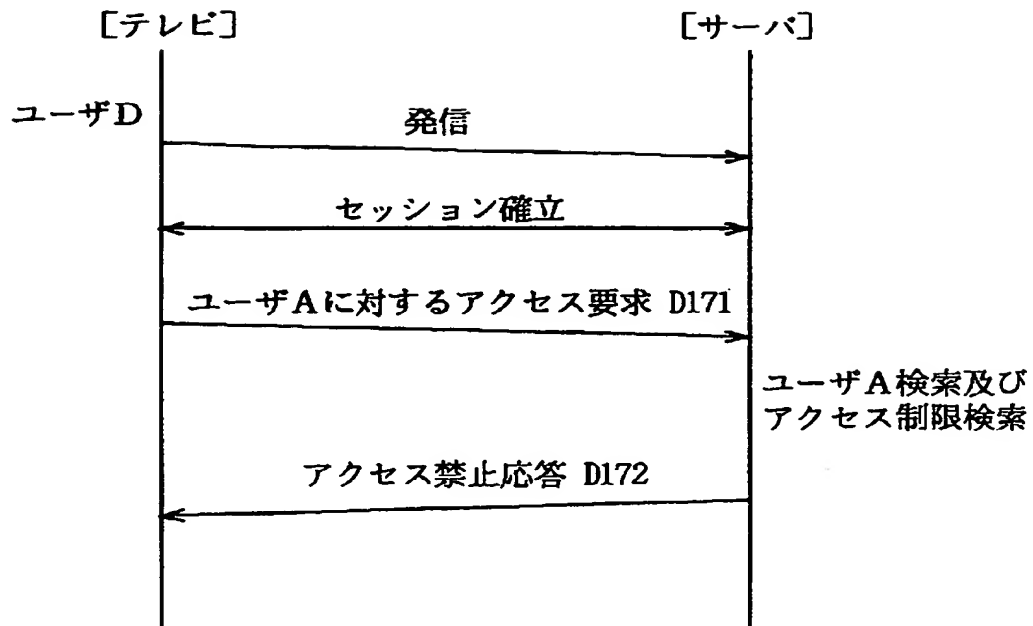 [テレビ]
[サーバ]
ユーザD
発信
セッション確立
ユーザAに対するアクセス要求 D171
ユーザA検索及び
アクセス制限検索
アクセス禁止応答 D172